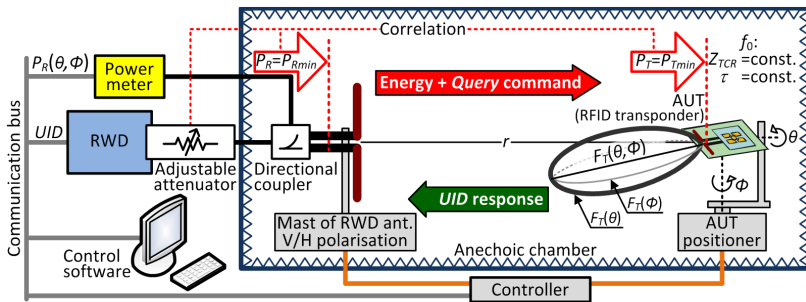 Communication bus
P_R(θ,Φ)
Power
meter
UID
RWD
Adjustable
attenuator
Directional
coupler
Control
software
Correlation
P_R=P_Rmin
Energy + Query command
P_T=P_Tmin
f_0:
Z_TCR =const.
τ =const.
AUT
(RFID transponder)
θ
r
F_T(θ,Φ)
F_T(Φ)
F_T(θ)
Φ
UID response
Mast of RWD ant.
V/H polarisation
AUT
positioner
Anechoic chamber
Controller